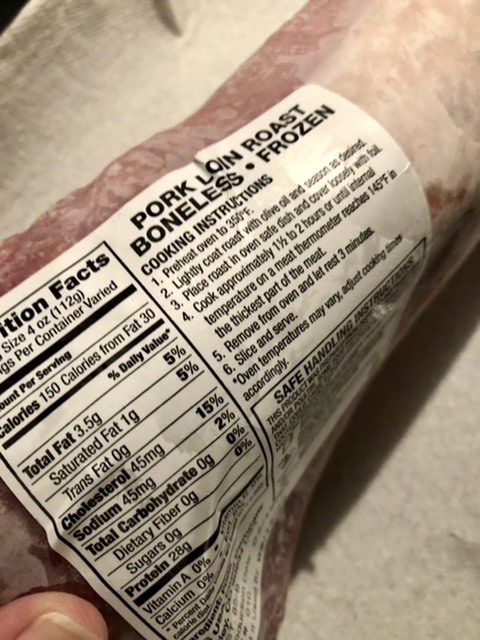 PORK LOIN ROAST
BONELESS • FROZEN
COOKING INSTRUCTIONS
1. Preheat oven to 350°F.
2. Lightly coat roast with olive oil and season as desired.
3. Place roast in oven safe dish and cover loosely with foil.
4. Cook approximately 1½ to 2 hours or until internal
temperature on a meat thermometer reaches 145°F in
the thickest part of the meat.
5. Remove from oven and let rest 3 minutes.
6. Slice and serve.
*Oven temperatures may vary, adjust cooking times
accordingly.
SAFE HANDLING INSTRUCTIONS
THIS PRODUCT WAS
ition Facts
Size 4 oz (112g)
gs Per Container Varied
ount Per Serving
Calories 150 Calories from Fat 30
% Daily Value*
Total Fat 3.5g 5%
Saturated Fat 1g 5%
Trans Fat 0g
Cholesterol 45mg 15%
Sodium 45mg 2%
Total Carbohydrate 0g 0%
Dietary Fiber 0g 0%
Sugars 0g
Protein 28g
Vitamin A 0% •
Calcium 0% •
* Percent Daily
calorie diet